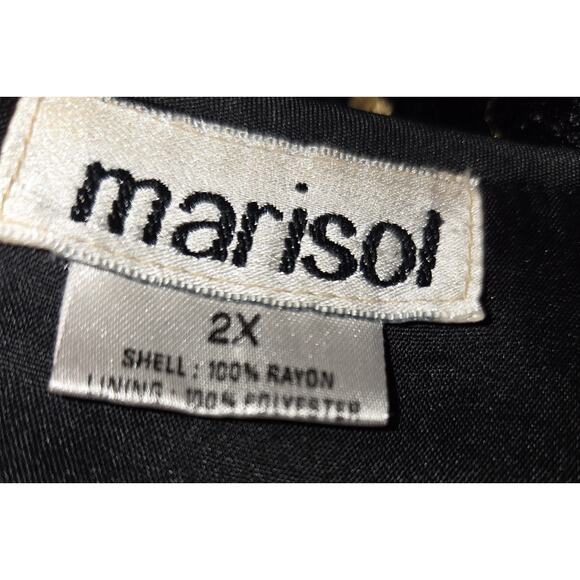 marisol
2X
SHELL: 100% RAYON
LINING: 100% POLYESTER